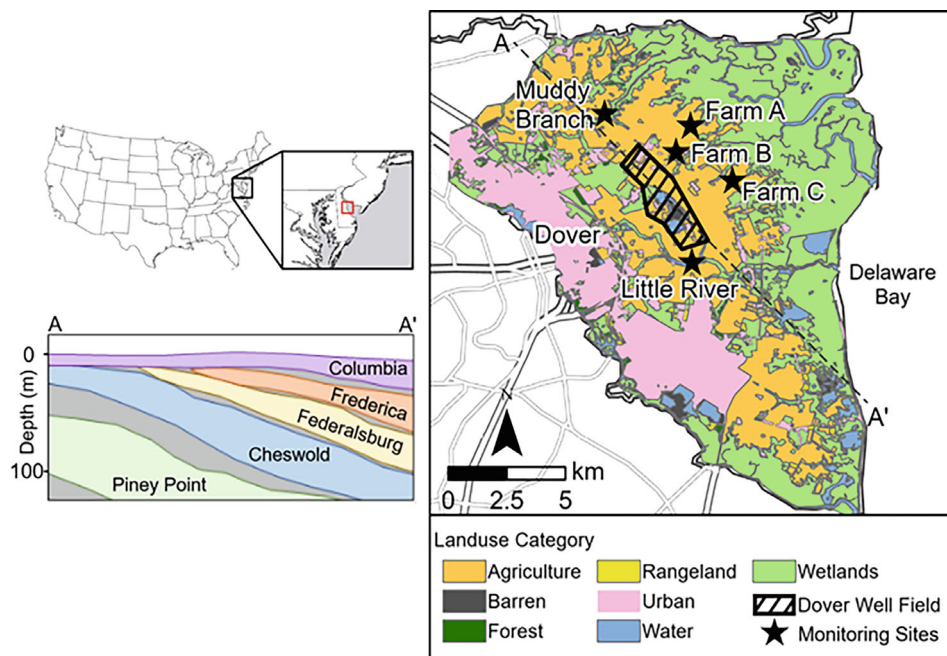 A
A'
0
Depth (m)
100
Columbia
Frederica
Federalsburg
Cheswold
Piney Point
A
Muddy
Branch
Farm A
Farm B
Farm C
Dover
Little River
Delaware
Bay
A'
km
0 2.5 5
Landuse Category
Agriculture Rangeland Wetlands
Barren Urban Dover Well Field
Forest Water Monitoring Sites